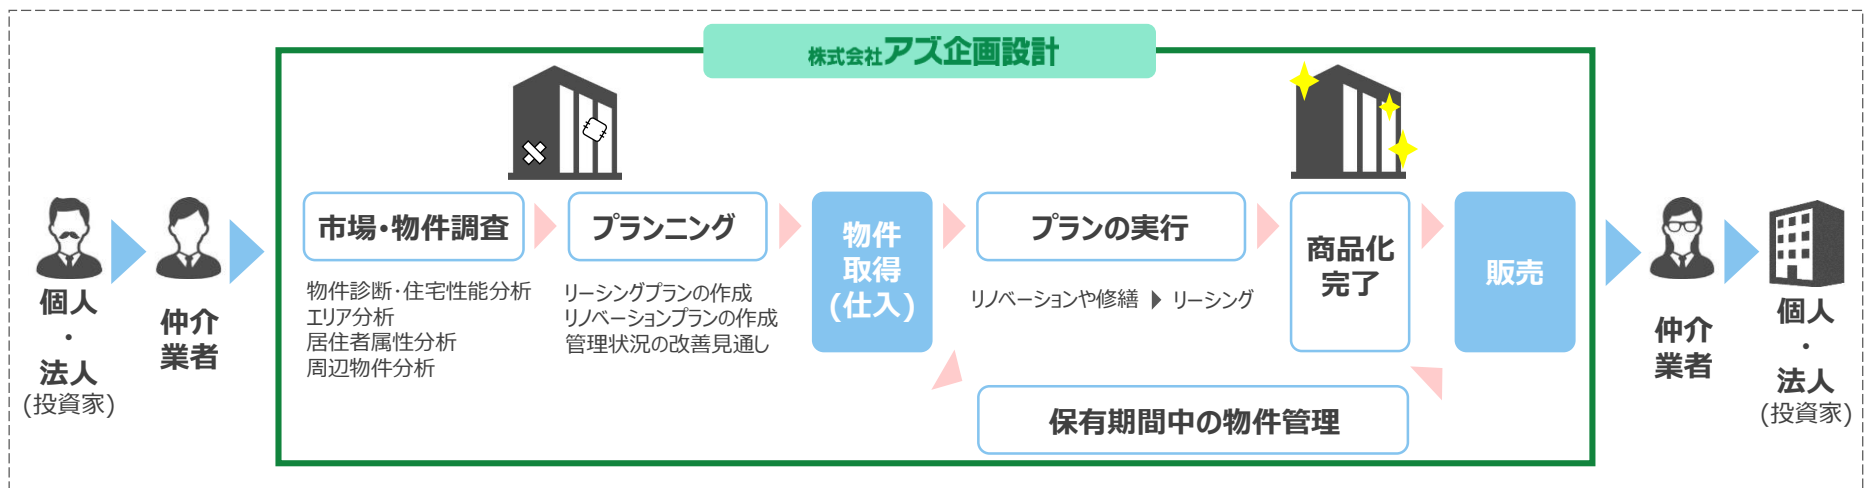 株式会社アズ企画設計
個人
・
法人
(投資家)
仲介
業者
市場・物件調査
物件診断・住宅性能分析
エリア分析
居住者属性分析
周辺物件分析
プランニング
リーシングプランの作成
リノベーションプランの作成
管理状況の改善見通し
物件
取得
(仕入)
プランの実行
リノベーションや修繕 ▶ リーシング
商品化
完了
販売
保有期間中の物件管理
仲介
業者
個人
・
法人
(投資家)